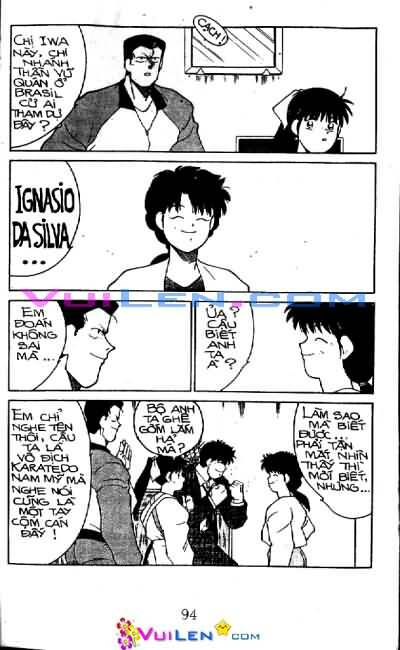 CHỊ IWA
NÀY, CHI
NHÁNH
THẦN VŨ
QUÁN Ở
BRASIL
CỬ AI
THAM DỰ
ĐÂY?
CẠCH!
IGNASIO
DA SILVA
...
VUILEN.COM
EM
ĐOÁN
KHÔNG
SAI
MÀ...
ỦA?
CẬU
BIẾT
ANH
TA
À?
EM CHỈ
NGHE TÊN
THÔI, CẬU
TA LÀ
VÔ ĐỊCH
KARATEDO
NAM MỸ MÀ
NGHE NÓI
CŨNG LÀ
MỘT TAY
CỘM CÁN
ĐẤY!
BỘ ANH
TA GHÊ
GỚM LẮM
HẢ
MÁ?
LÀM SAO
MÀ BIẾT
ĐƯỢC.
PHẢI TẬN
MẮT NHÌN
THẤY THÌ
MỚI BIẾT,
NHƯNG...
94
VUILEN.COM